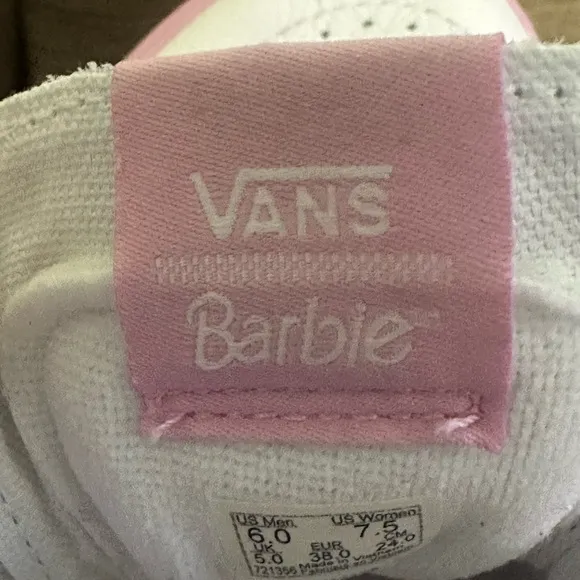 VANS
Barbie
US Men US Women
6.0 7.5
UK EUR CM
5.0 38.0 24.0
721356 Made in Vietnam